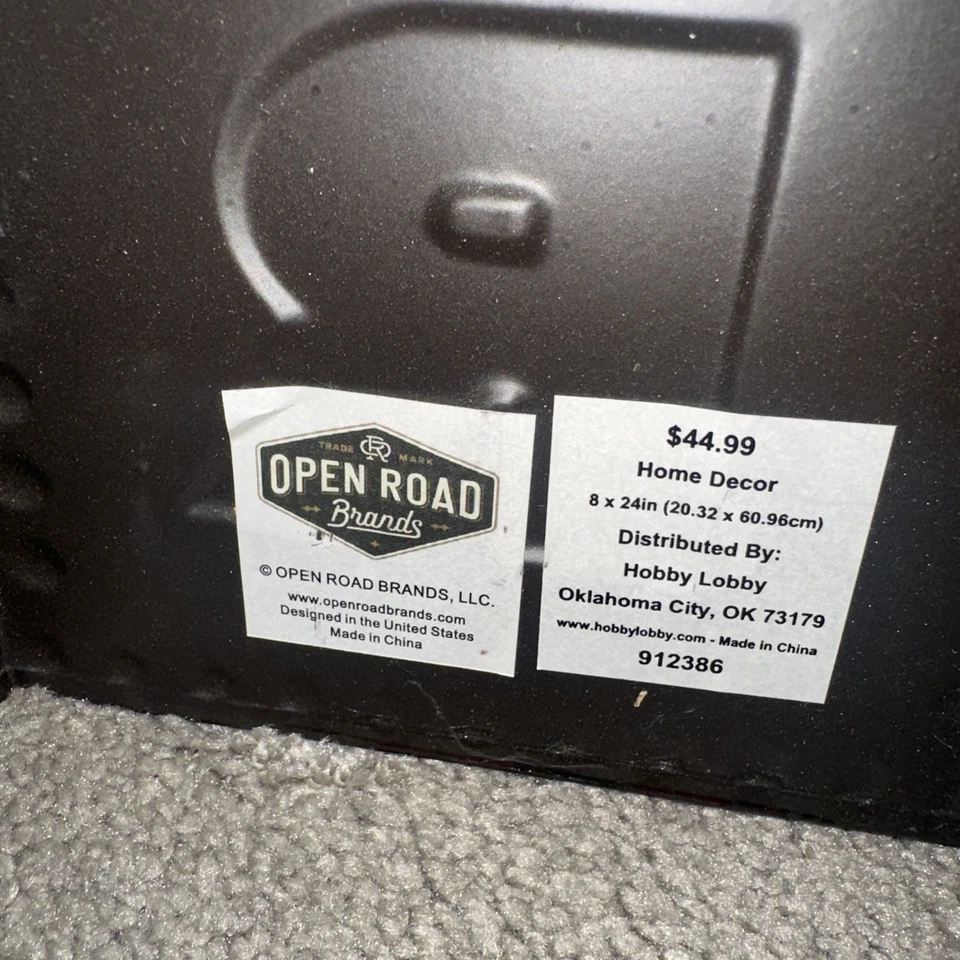 TRADE MARK
OPEN ROAD
Brands
© OPEN ROAD BRANDS, LLC.
www.openroadbrands.com
Designed in the United States
Made in China
$44.99
Home Decor
8 x 24in (20.32 x 60.96cm)
Distributed By:
Hobby Lobby
Oklahoma City, OK 73179
www.hobbylobby.com - Made in China
912386